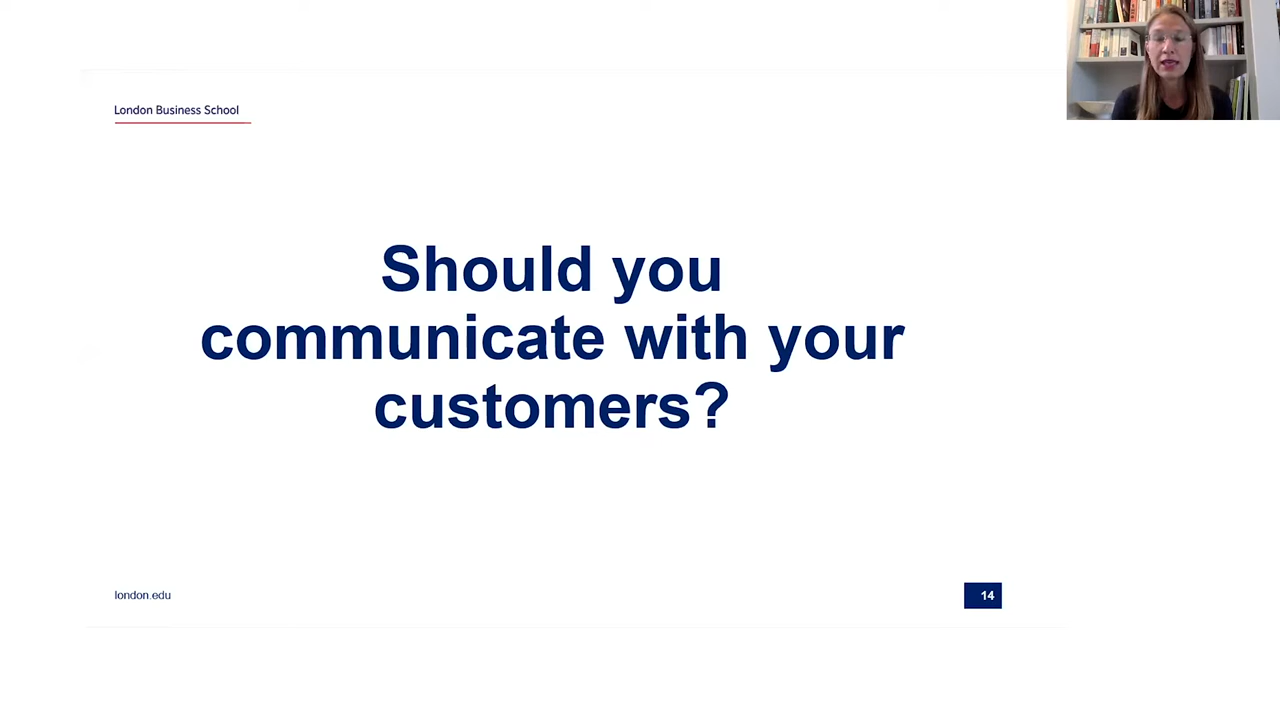 London Business School
Should you
communicate with your
customers?
london.edu
14